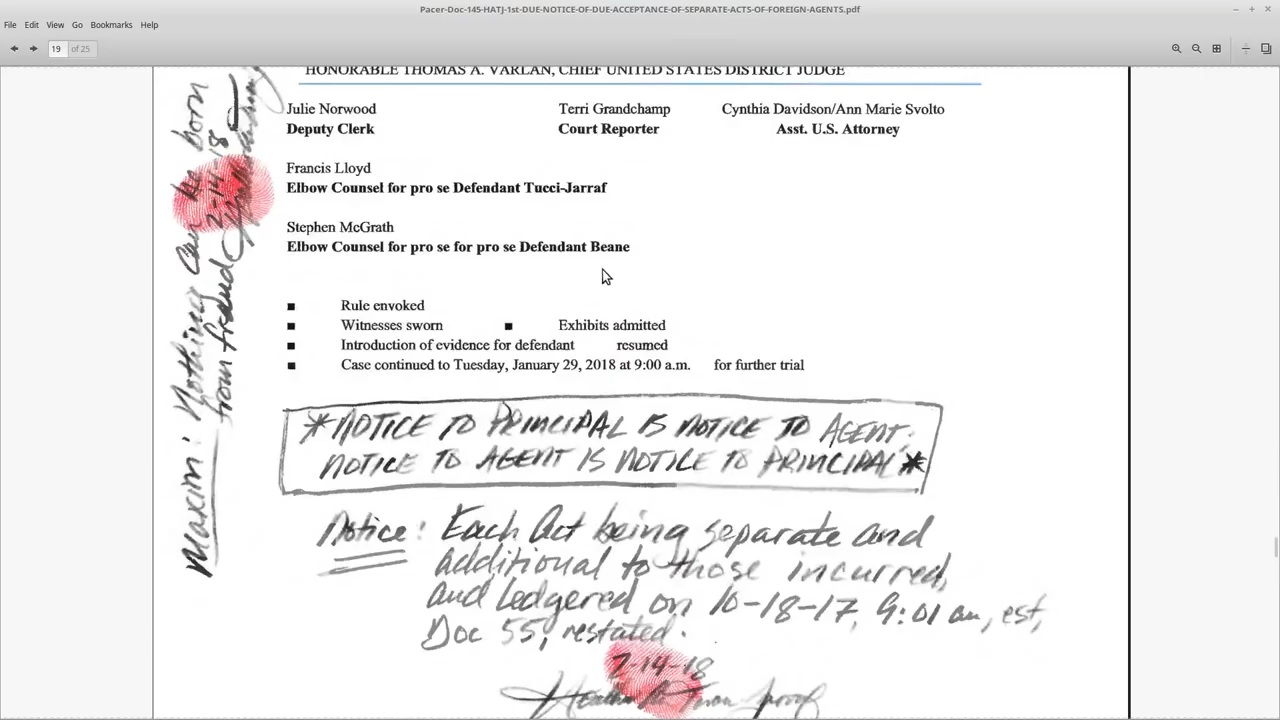 Pacer-Doc-145-HATJ-1st-DUE-NOTICE-OF-DUE-ACCEPTANCE-OF-SEPARATE-ACTS-OF-FOREIGN-AGENTS.pdf
File Edit View Go Bookmarks Help
19 of 25
HONORABLE THOMAS A. VARLAN, CHIEF UNITED STATES DISTRICT JUDGE
Julie Norwood Terri Grandchamp Cynthia Davidson/Ann Marie Svolto
Deputy Clerk Court Reporter Asst. U.S. Attorney
Francis Lloyd
Elbow Counsel for pro se Defendant Tucci-Jarraf
Stephen McGrath
Elbow Counsel for pro se for pro se Defendant Beane
Rule envoked
Witnesses sworn Exhibits admitted
Introduction of evidence for defendant resumed
Case continued to Tuesday, January 29, 2018 at 9:00 a.m. for further trial
*NOTICE TO PRINCIPAL IS NOTICE TO AGENT.
NOTICE TO AGENT IS NOTICE TO PRINCIPAL*
Notice: Each Act being separate and
additional to those incurred,
and ledgered on 10-18-17, 9:01 am, est,
Doc 55, restated.
2-14-18
Maxim: Nothing can be born
from fraud
2-14-18